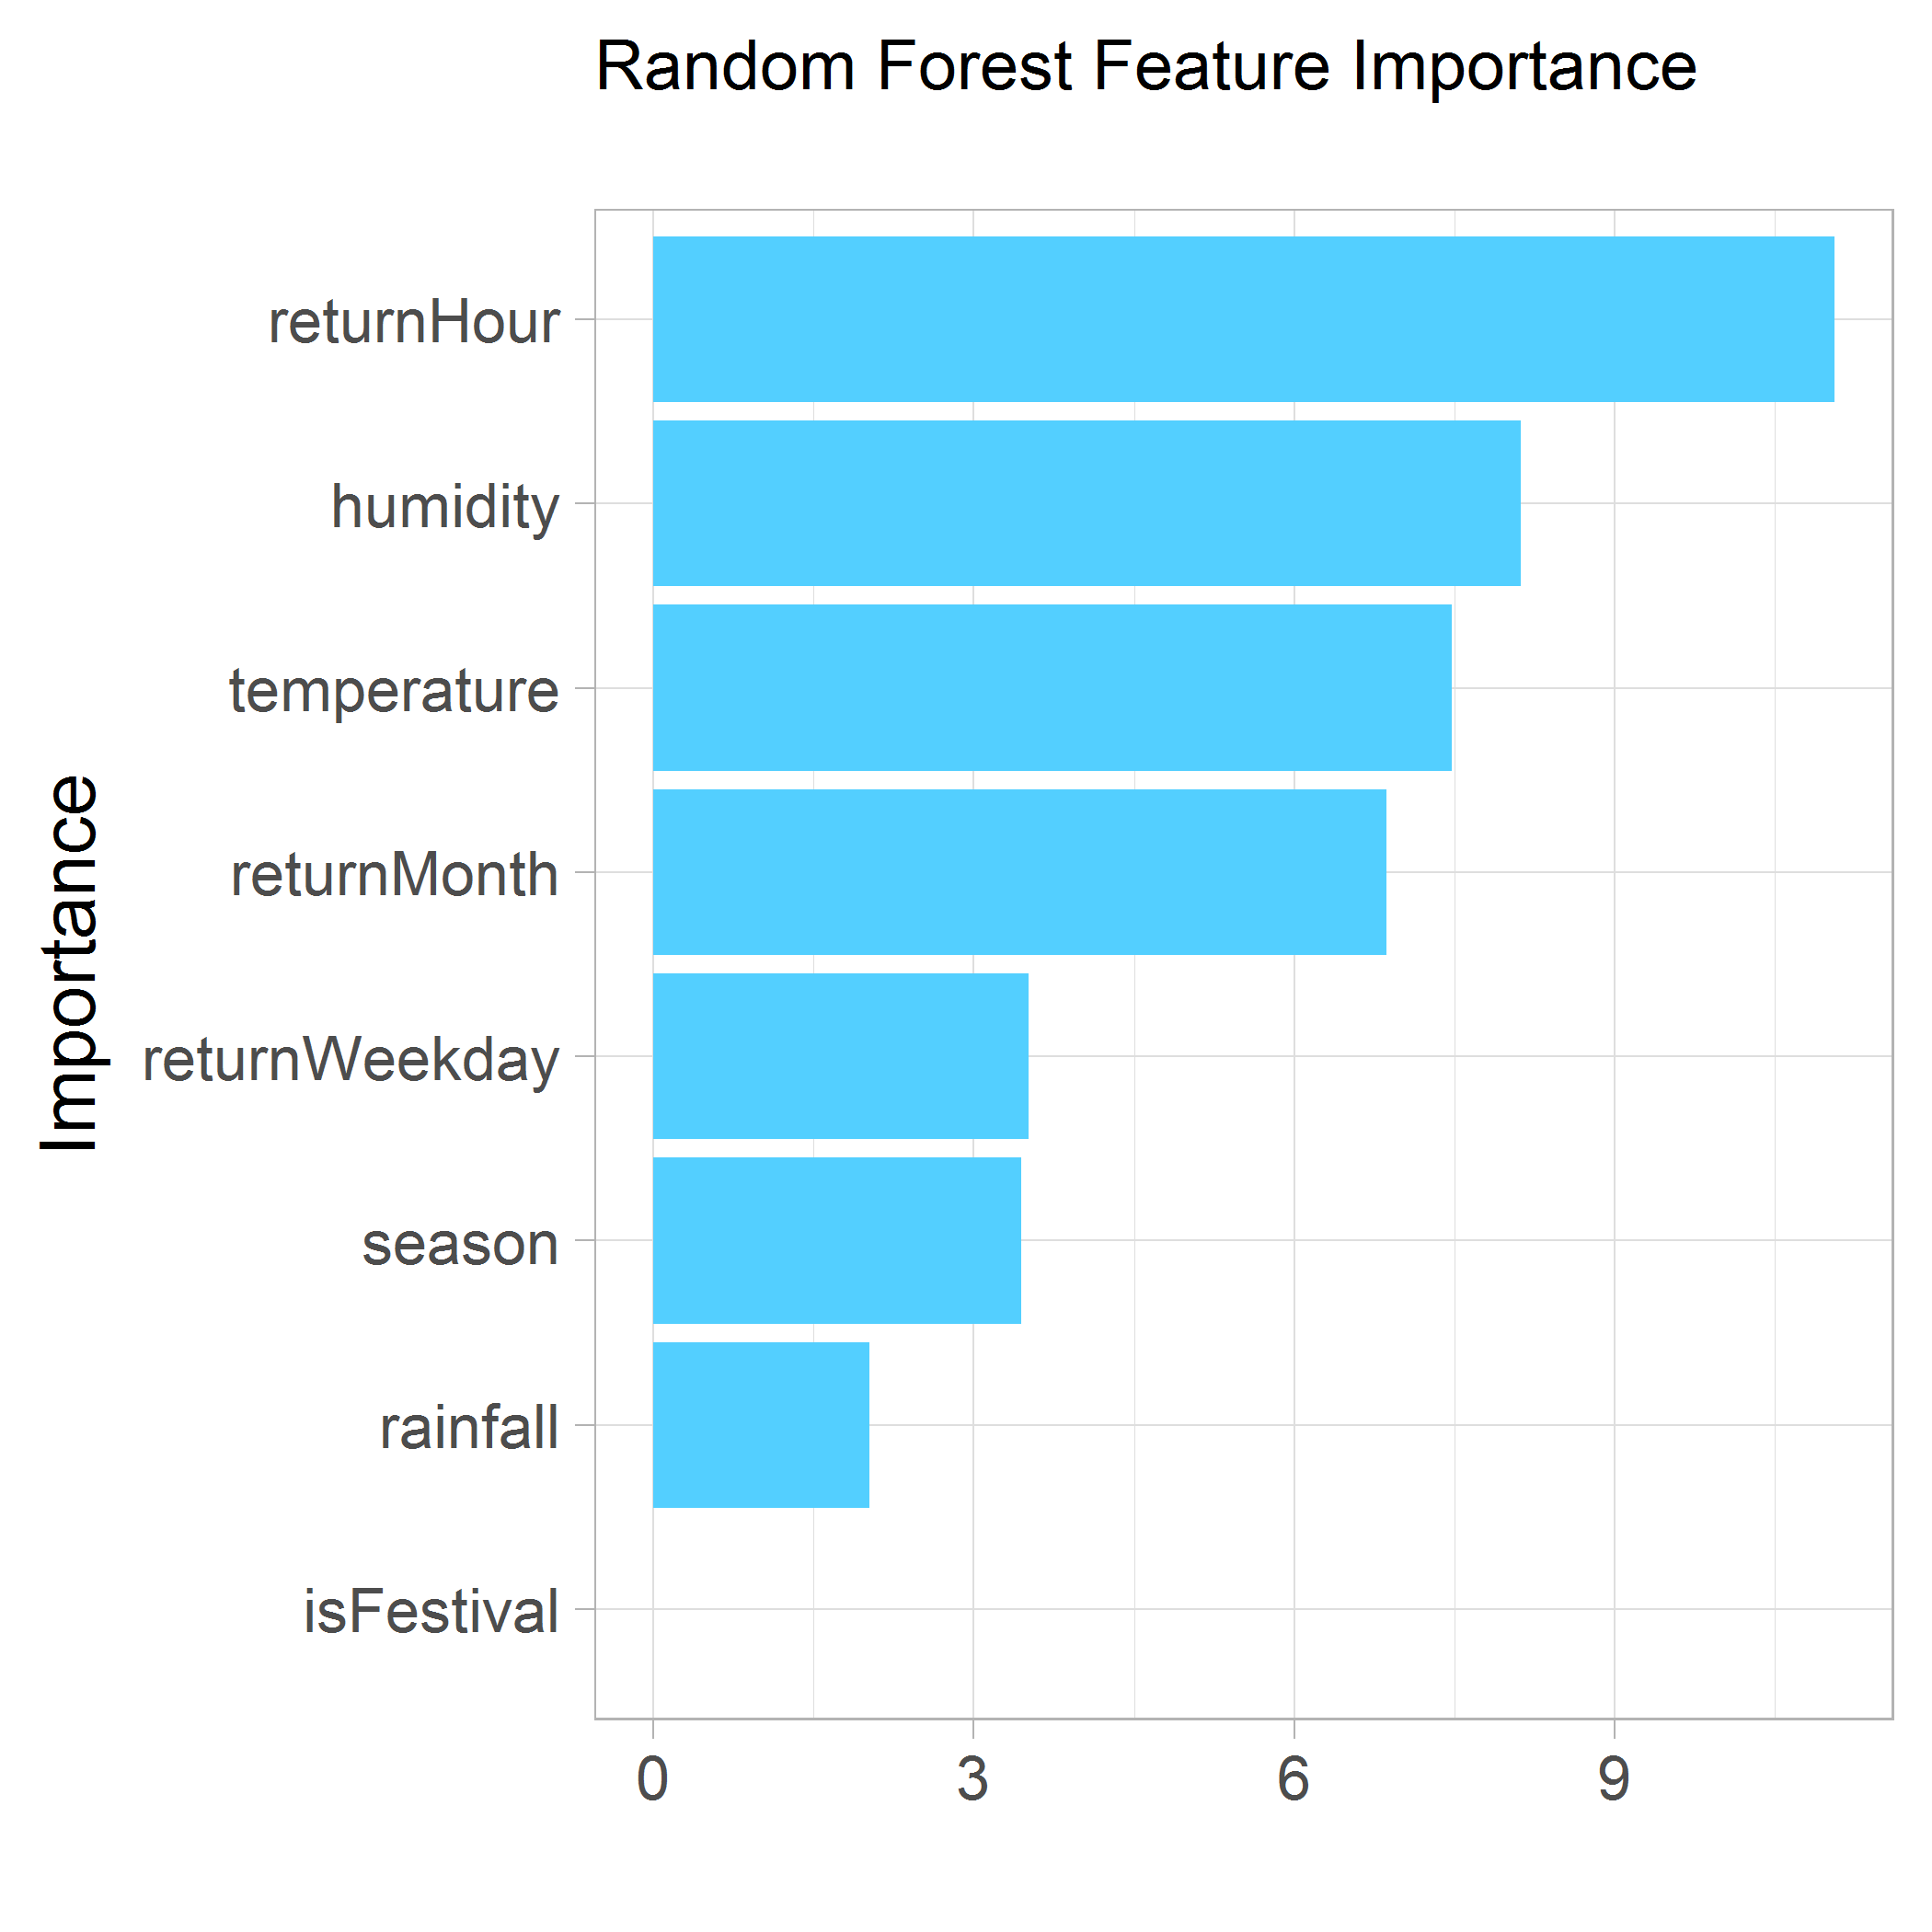 Random Forest Feature Importance
Importance
returnHour
humidity
temperature
returnMonth
returnWeekday
season
rainfall
isFestival
0 3 6 9